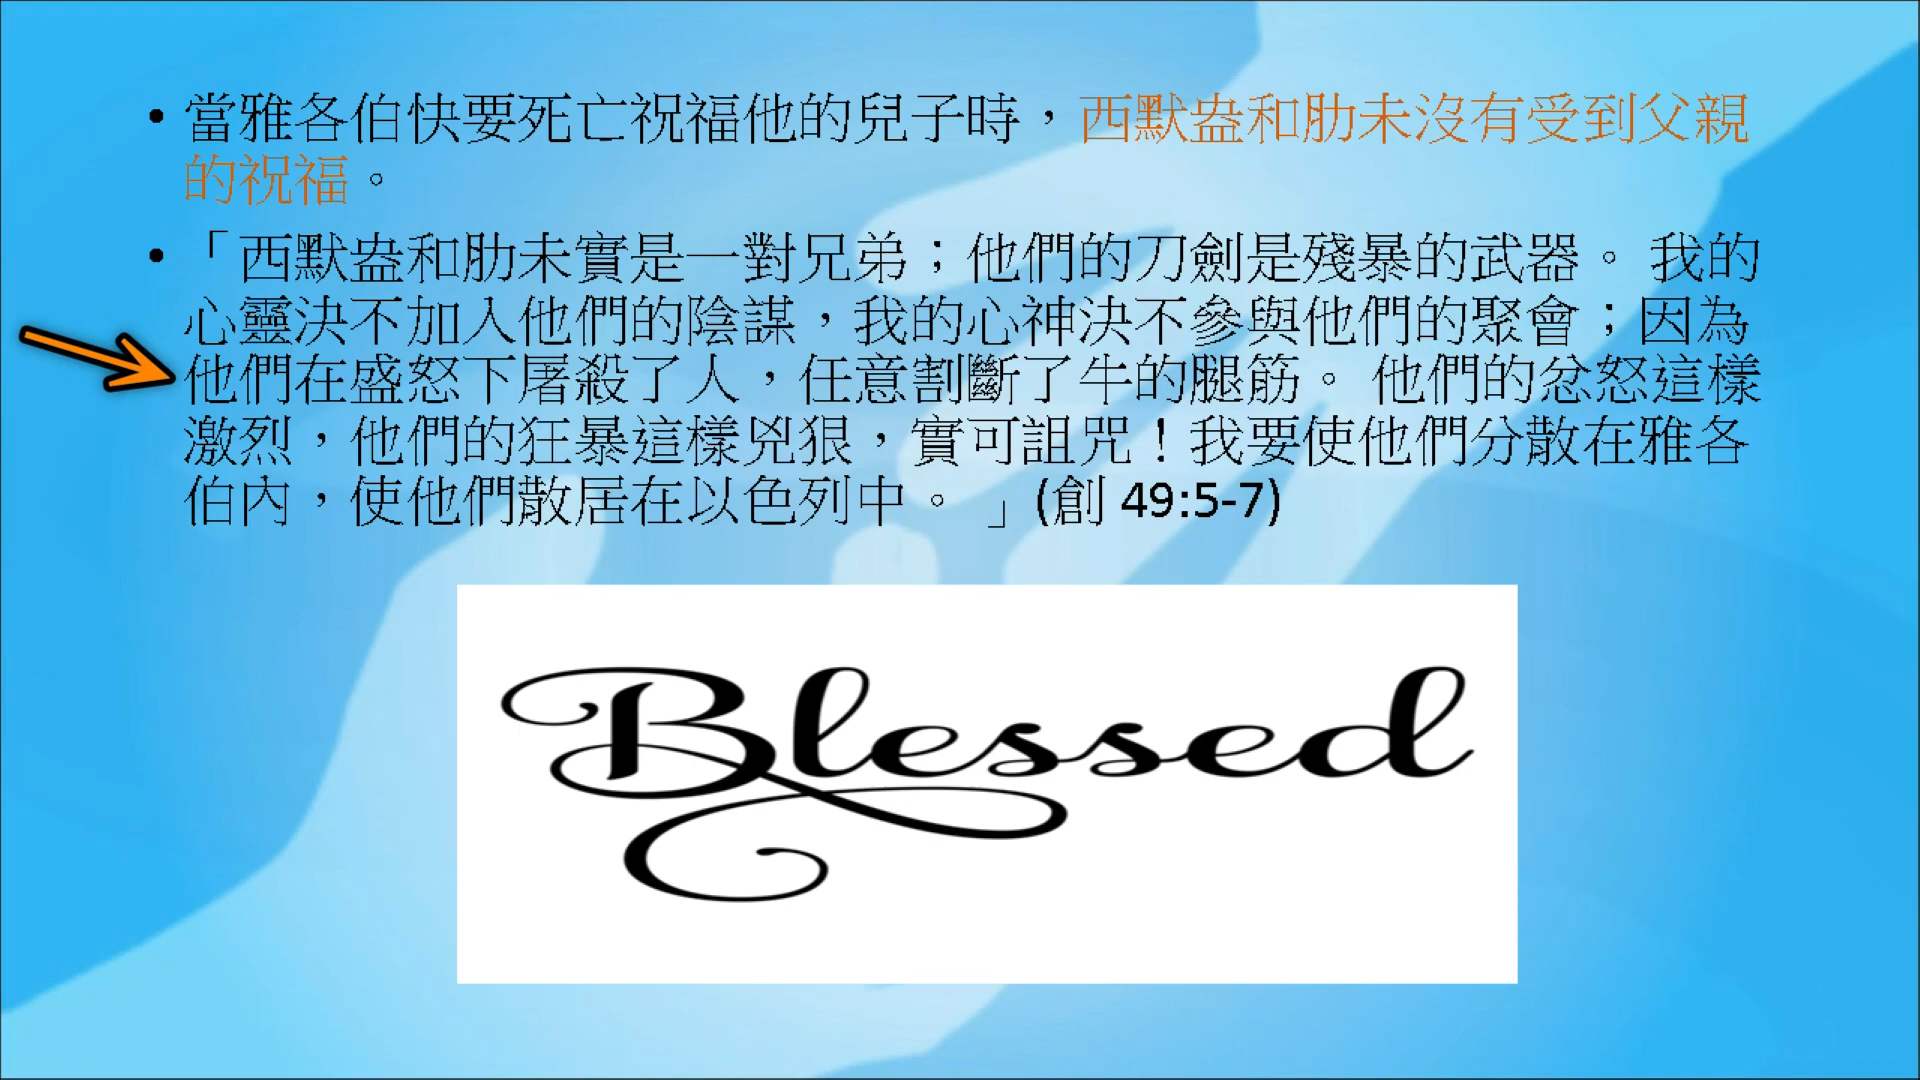 • 當雅各伯快要死亡祝福他的兒子時，西默盎和肋未沒有受到父親
的祝福。
• 「西默盎和肋未實是一對兄弟；他們的刀劍是殘暴的武器。 我的
心靈決不加入他們的陰謀，我的心神決不參與他們的聚會；因為
他們在盛怒下屠殺了人，任意割斷了牛的腿筋。 他們的忿怒這樣
激烈，他們的狂暴這樣兇狠，實可詛咒！我要使他們分散在雅各
伯內，使他們散居在以色列中。 」(創 49:5-7)
Blessed